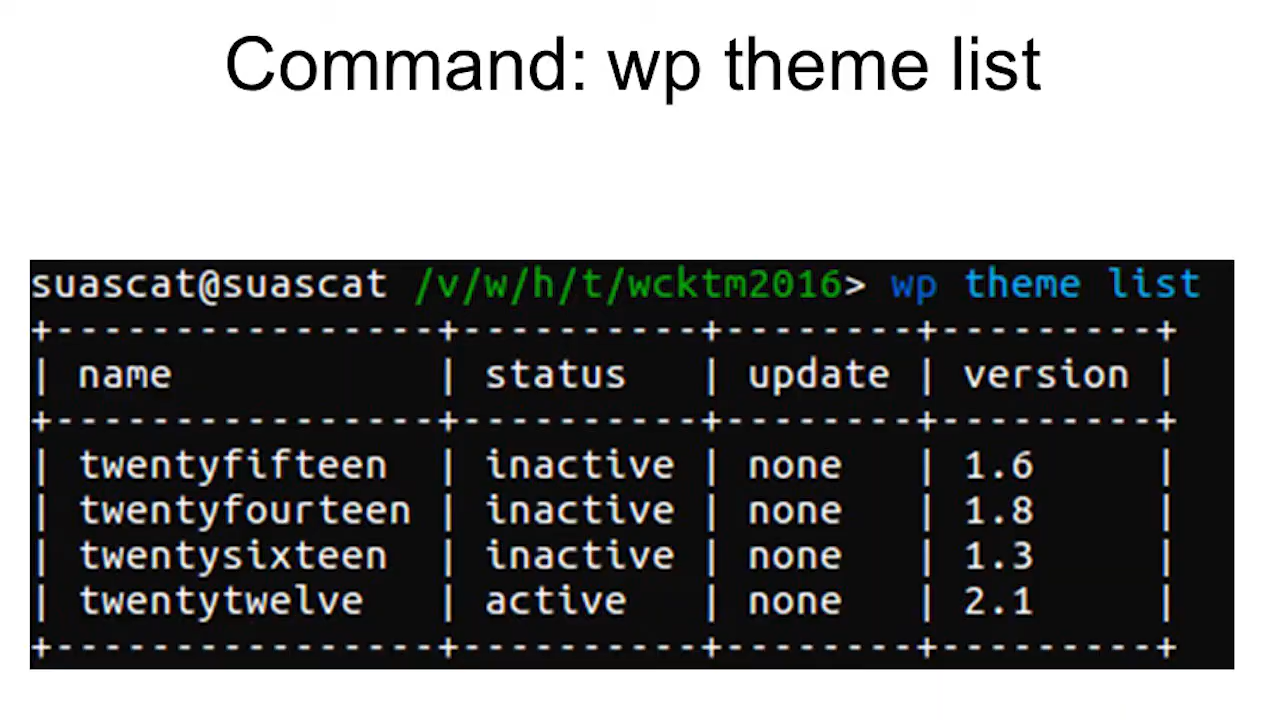 Command: wp theme list
suascat@suascat /v/w/h/t/wcktm2016> wp theme list
+-----------------+----------+--------+---------+
| name            | status   | update | version |
+-----------------+----------+--------+---------+
| twentyfifteen   | inactive | none   | 1.6     |
| twentyfourteen  | inactive | none   | 1.8     |
| twentysixteen   | inactive | none   | 1.3     |
| twentytwelve    | active   | none   | 2.1     |
+-----------------+----------+--------+---------+